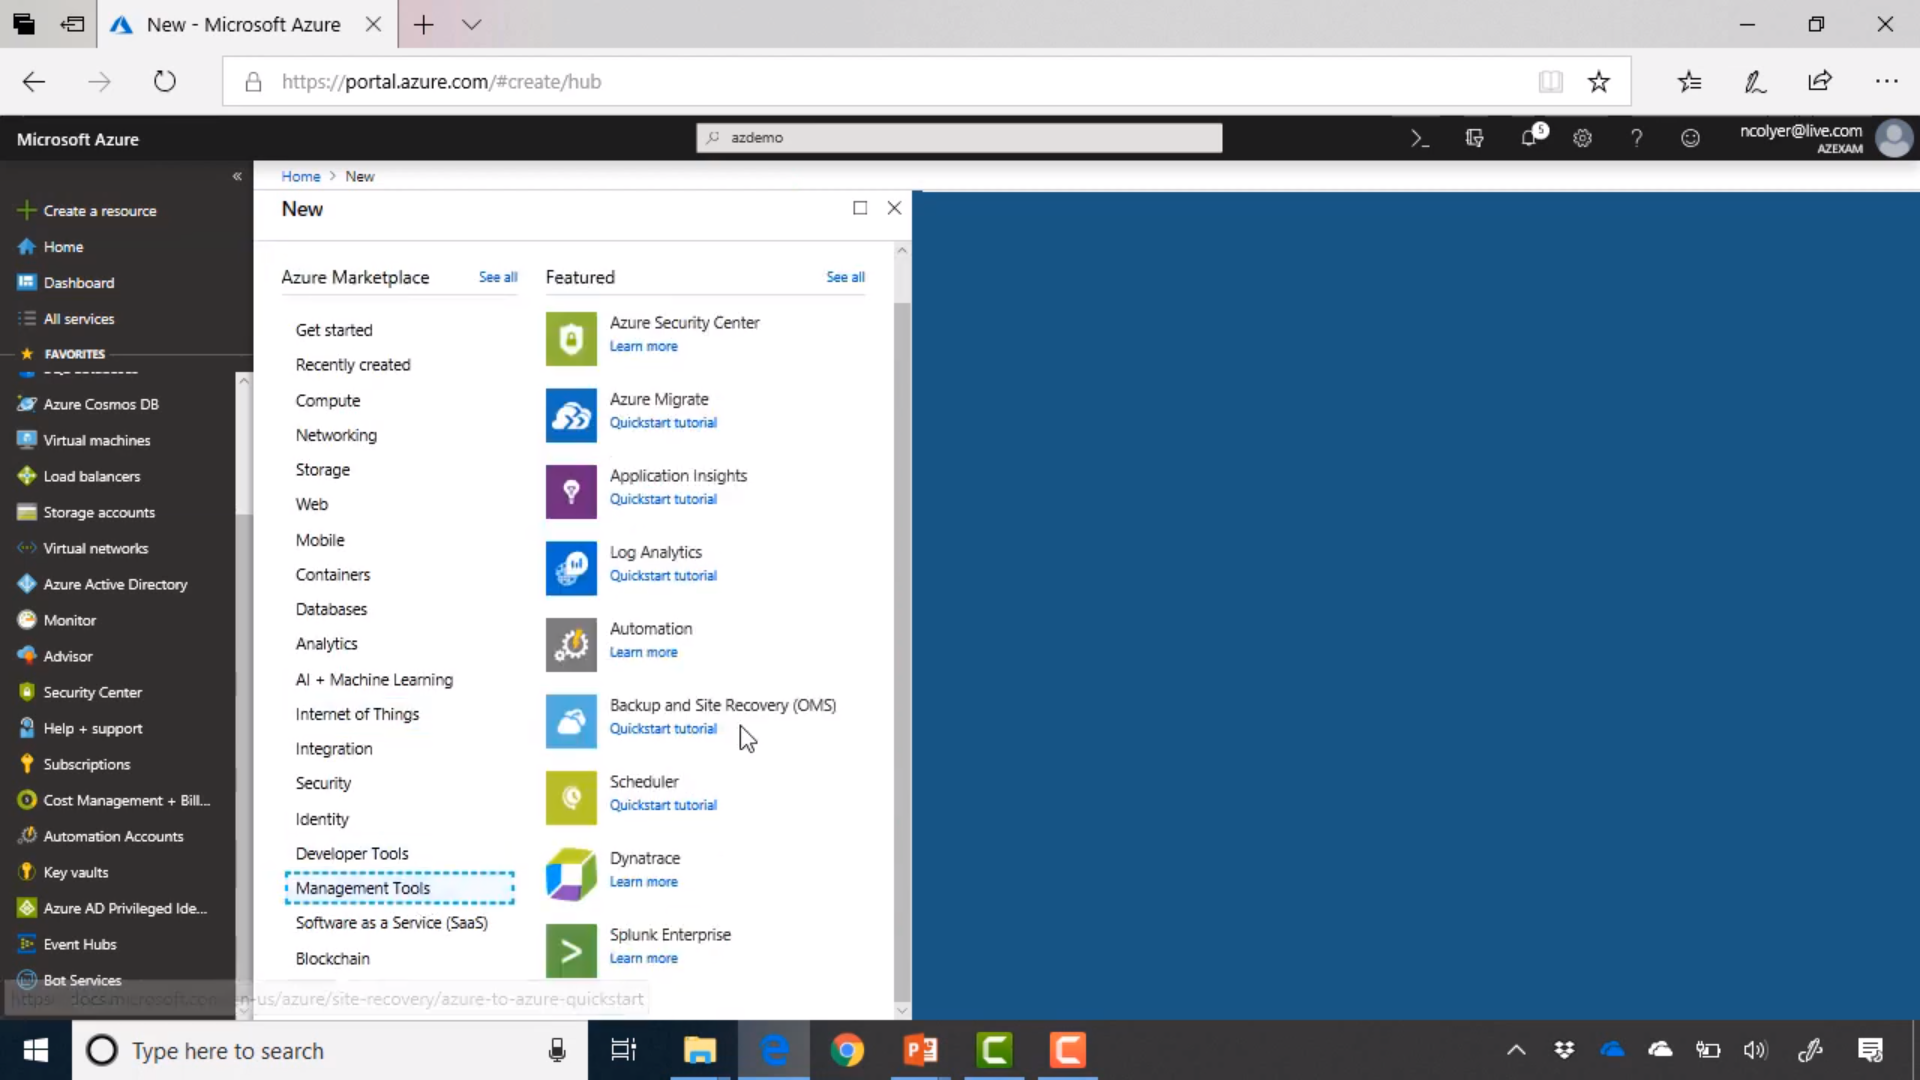 New - Microsoft Azure
https://portal.azure.com/#create/hub
Microsoft Azure
azdemo
5
ncolyer@live.com
AZEXAM
Home > New
New
Create a resource
Home
Dashboard
All services
FAVORITES
Azure Cosmos DB
Virtual machines
Load balancers
Storage accounts
Virtual networks
Azure Active Directory
Monitor
Advisor
Security Center
Help + support
Subscriptions
Cost Management + Bill...
Automation Accounts
Key vaults
Azure AD Privileged Ide...
Event Hubs
Bot Services
Azure Marketplace See all
Get started
Recently created
Compute
Networking
Storage
Web
Mobile
Containers
Databases
Analytics
AI + Machine Learning
Internet of Things
Integration
Security
Identity
Developer Tools
Management Tools
Software as a Service (SaaS)
Blockchain
Featured See all
Azure Security Center
Learn more
Azure Migrate
Quickstart tutorial
Application Insights
Quickstart tutorial
Log Analytics
Quickstart tutorial
Automation
Learn more
Backup and Site Recovery (OMS)
Quickstart tutorial
Scheduler
Quickstart tutorial
Dynatrace
Learn more
Splunk Enterprise
Learn more
docs.microsoft.com/en-us/azure/site-recovery/azure-to-azure-quickstart
Type here to search